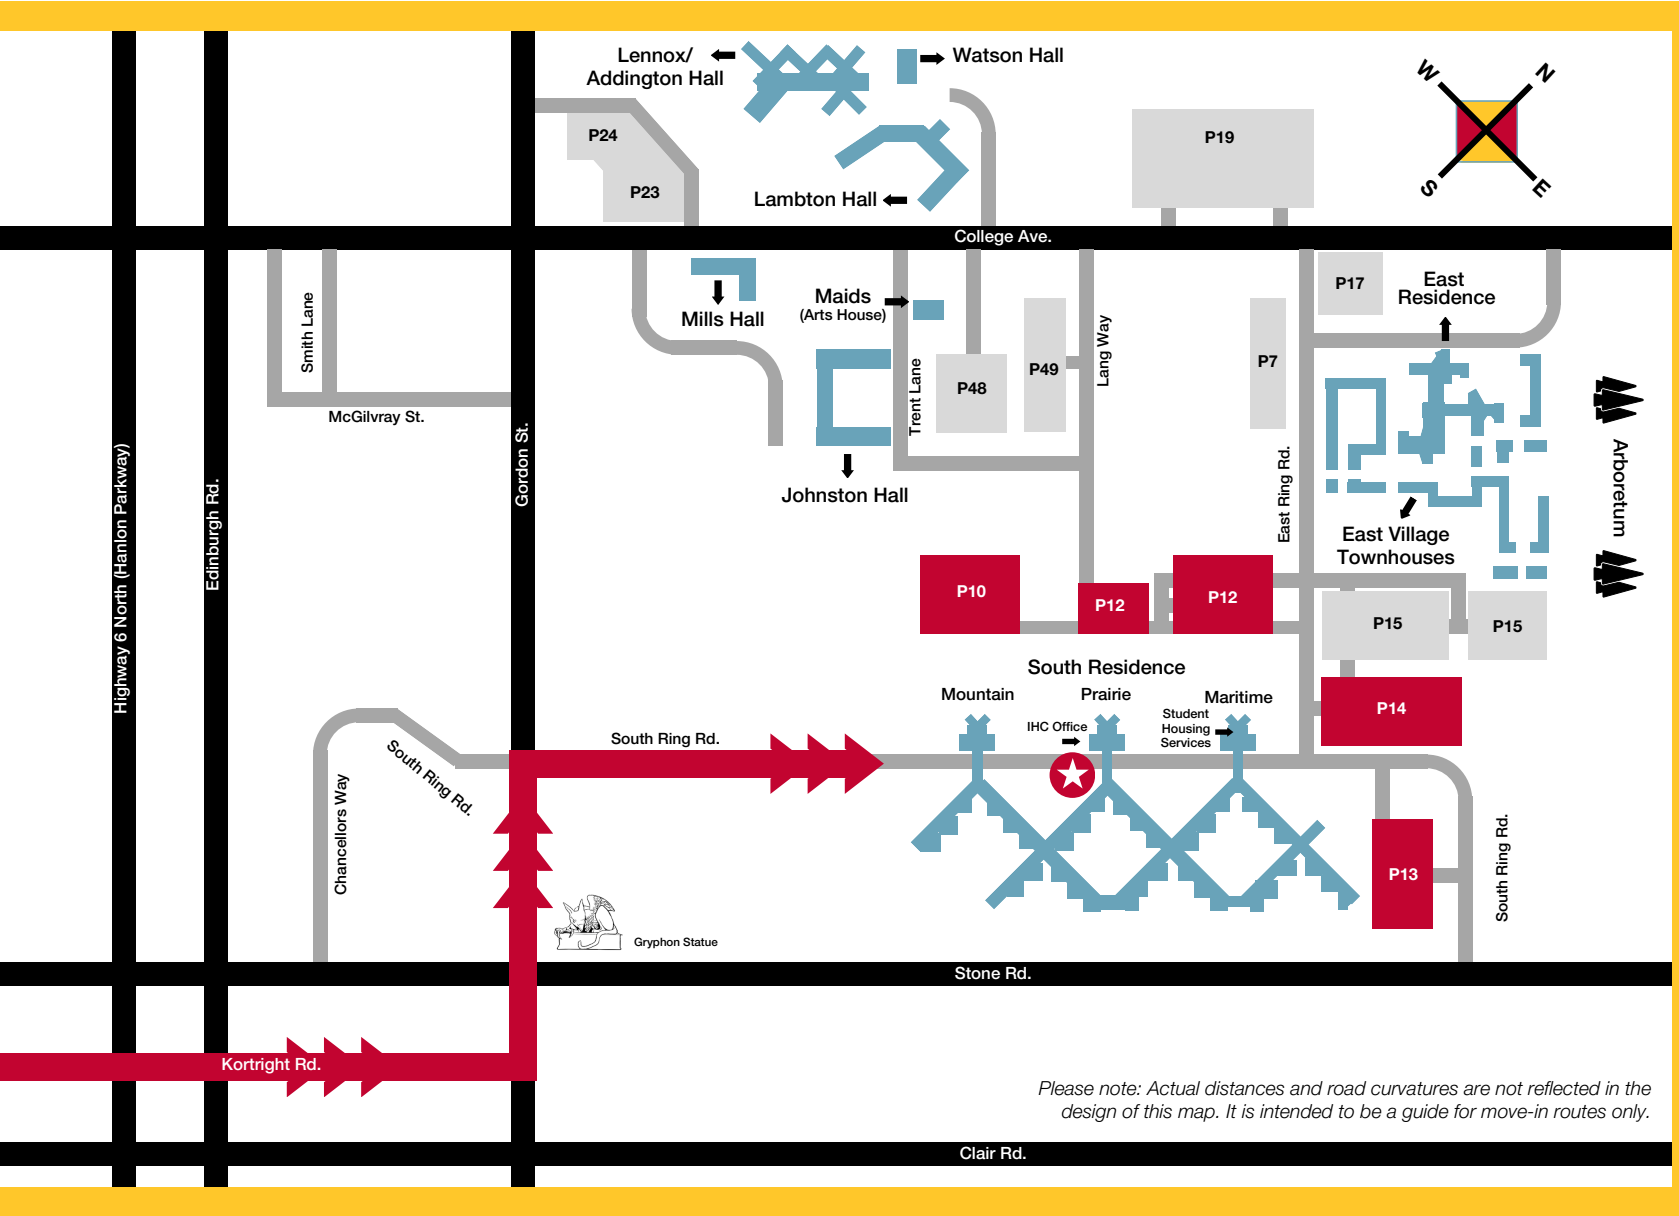 Lennox/
Addington Hall
Watson Hall
W
N
S
E
P24
P23
P19
Lambton Hall
College Ave.
Smith Lane
McGilvray St.
Mills Hall
Maids
(Arts House)
Johnston Hall
Trent Lane
P48
P49
Lang Way
P7
P17
East
Residence
East Ring Rd.
East Village
Townhouses
Arboretum
Highway 6 North (Hanlon Parkway)
Edinburgh Rd.
Gordon St.
P10
P12
P12
P15
P15
P14
South Residence
Mountain
Prairie
Maritime
IHC Office
Student
Housing
Services
South Ring Rd.
South Ring Rd.
Chancellors Way
P13
South Ring Rd.
Gryphon Statue
Stone Rd.
Kortright Rd.
Please note: Actual distances and road curvatures are not reflected in the
design of this map. It is intended to be a guide for move-in routes only.
Clair Rd.